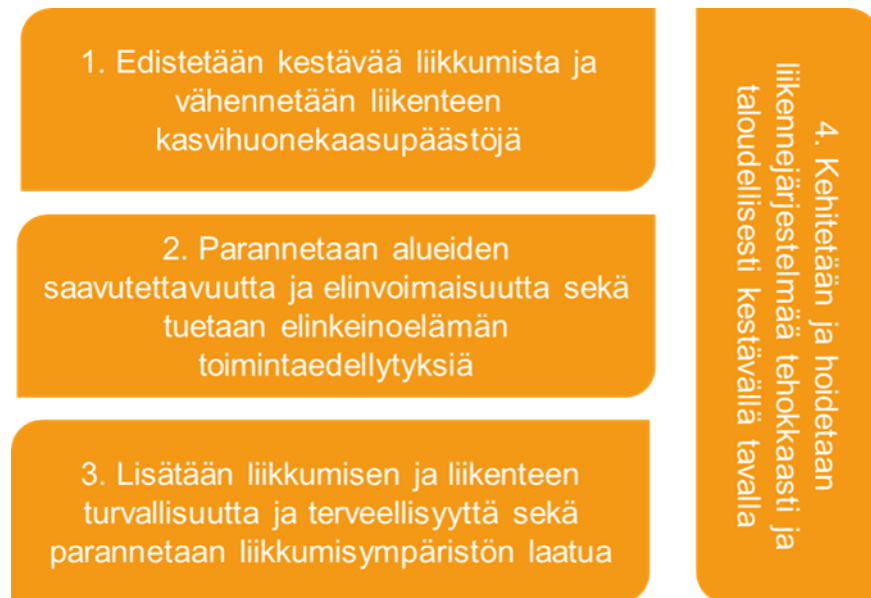 1. Edistetään kestävää liikkumista ja
vähennetään liikenteen
kasvihuonekaasupäästöjä
2. Parannetaan alueiden
saavutettavuutta ja elinvoimaisuutta sekä
tuetaan elinkeinoelämän
toimintaedellytyksiä
3. Lisätään liikkumisen ja liikenteen
turvallisuutta ja terveellisyyttä sekä
parannetaan liikkumisympäristön laatua
4. Kehitetään ja hoidetaan
liikennejärjestelmää tehokkaasti ja
taloudellisesti kestävällä tavalla